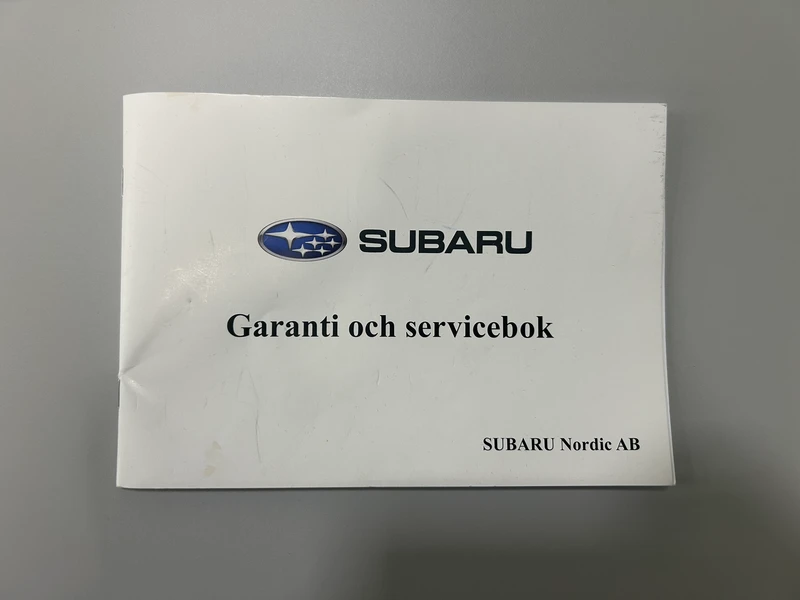 SUBARU
Garanti och servicebok
SUBARU Nordic AB